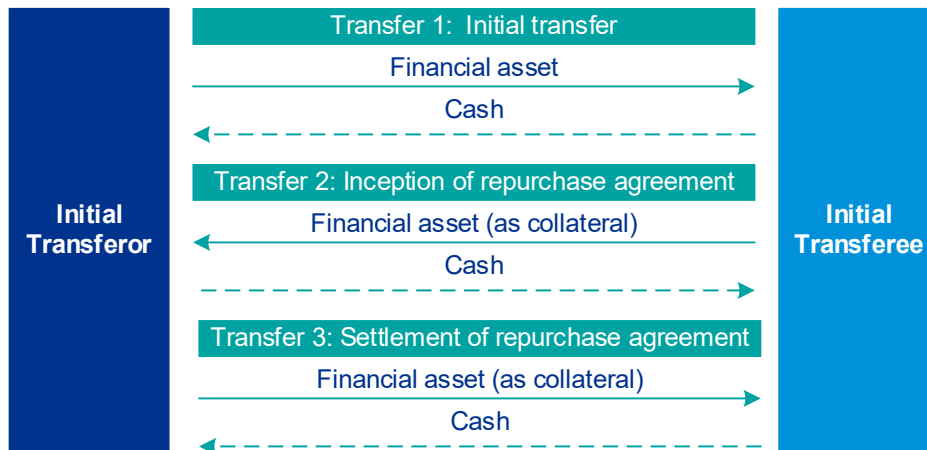 Transfer 1: Initial transfer
Financial asset
Cash
Transfer 2: Inception of repurchase agreement
Initial
Transferor
Financial asset (as collateral)
Cash
Initial
Transferee
Transfer 3: Settlement of repurchase agreement
Financial asset (as collateral)
Cash